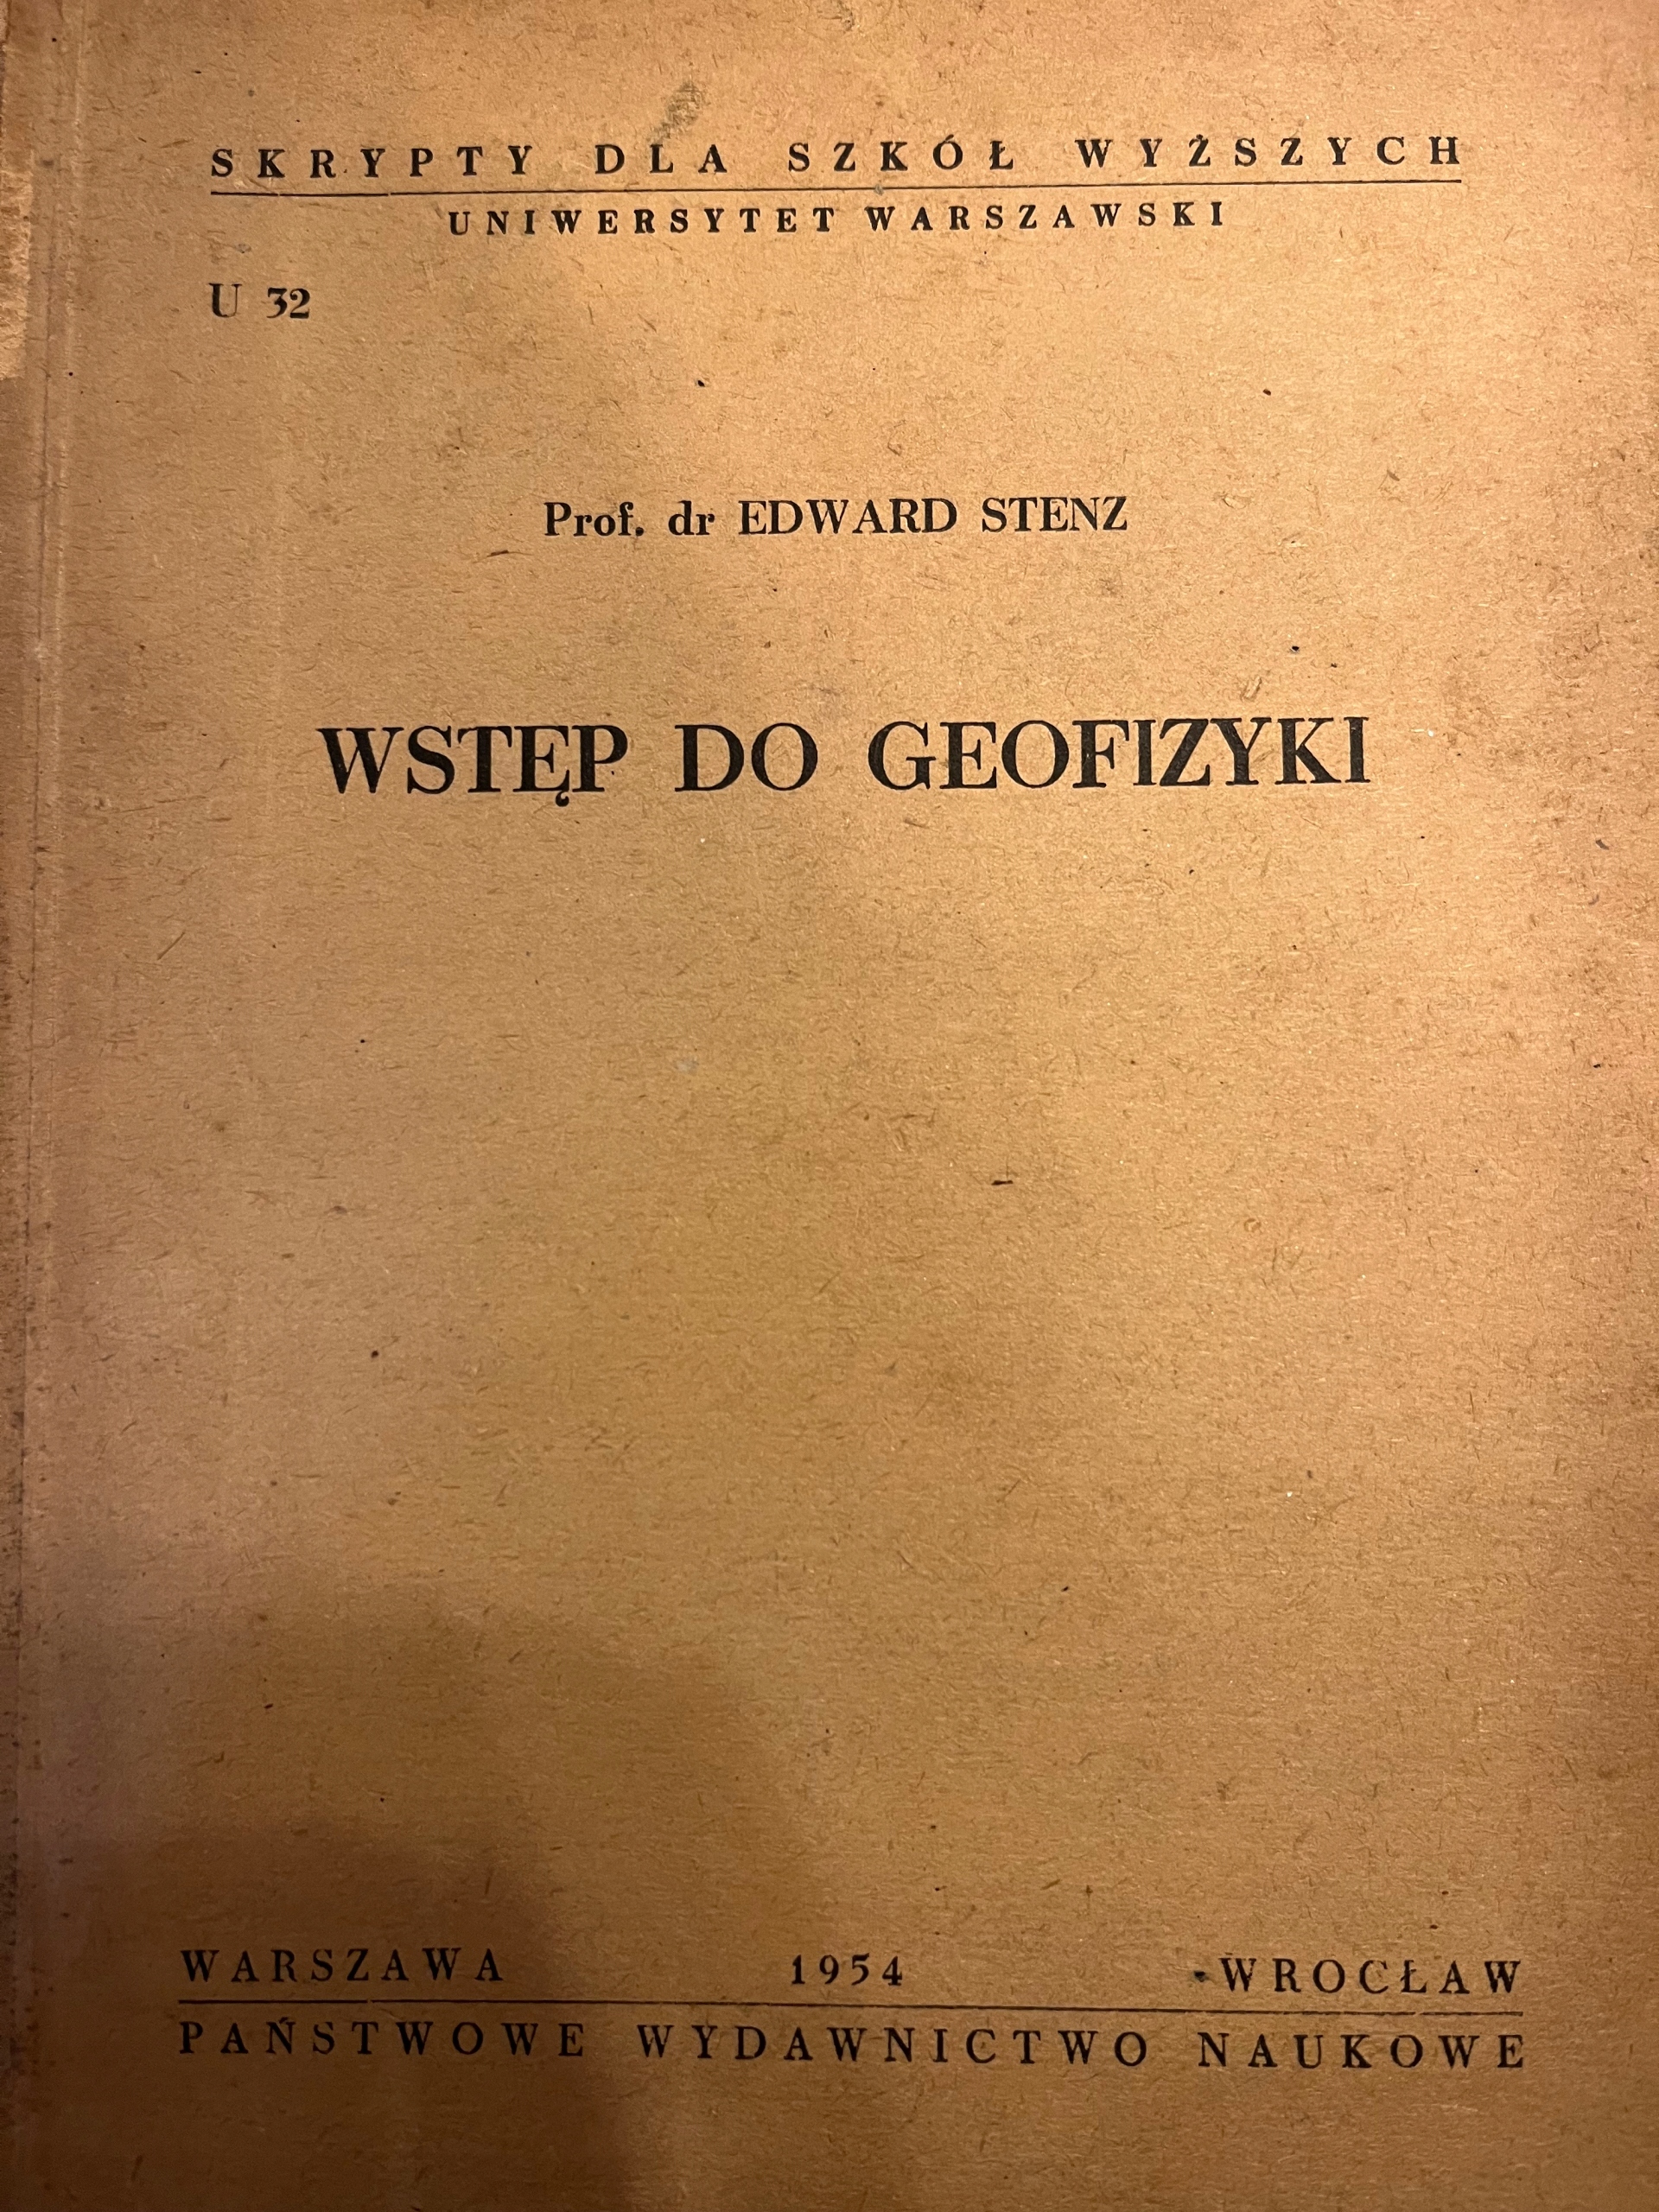 SKRYPTY DLA SZKÓŁ WYŻSZYCH
UNIWERSYTET WARSZAWSKI
U 32
Prof. dr EDWARD STENZ
WSTĘP DO GEOFIZYKI
WARSZAWA 1954 WROCŁAW
PAŃSTWOWE WYDAWNICTWO NAUKOWE